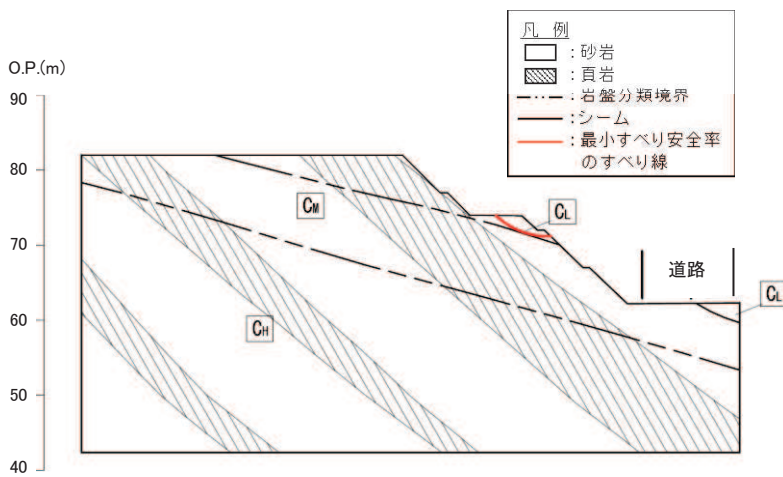 凡 例
：砂岩
：頁岩
：岩盤分類境界
：シーム
：最小すべり安全率
のすべり線
O.P.(m)
90
80
70
60
50
40
CM
CL
道路
CL
CH